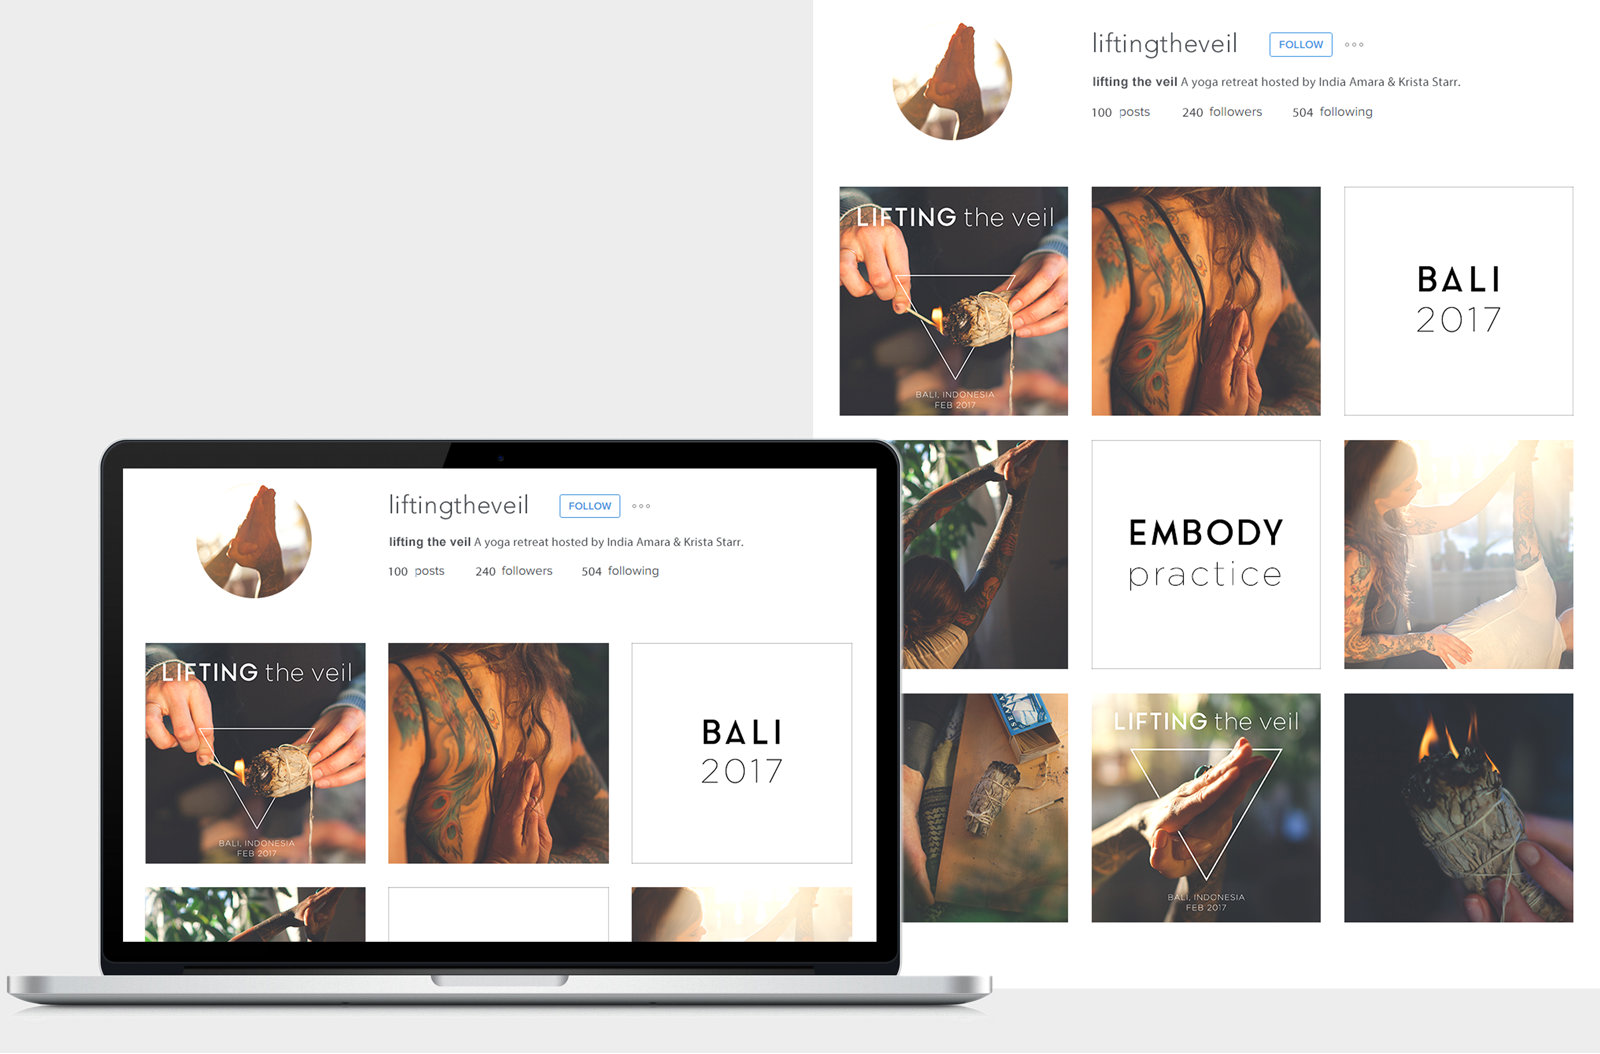 liftingtheveil FOLLOW
lifting the veil A yoga retreat hosted by India Amara & Krista Starr.
100 posts 240 followers 504 following
LIFTING the veil
BALI, INDONESIA
FEB 2017
BALI
2017
EMBODY
practice
LIFTING the veil
BALI, INDONESIA
FEB 2017
liftingtheveil FOLLOW
lifting the veil A yoga retreat hosted by India Amara & Krista Starr.
100 posts 240 followers 504 following
LIFTING the veil
BALI, INDONESIA
FEB 2017
BALI
2017